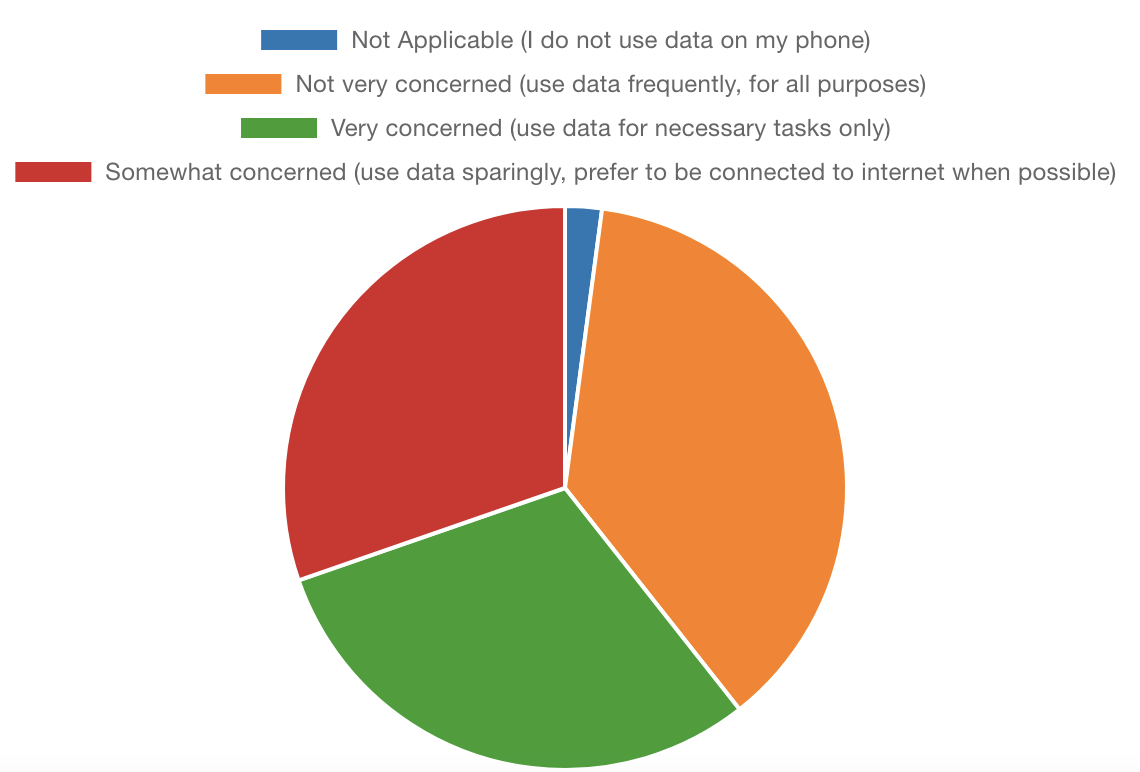 Not Applicable (I do not use data on my phone)
Not very concerned (use data frequently, for all purposes)
Very concerned (use data for necessary tasks only)
Somewhat concerned (use data sparingly, prefer to be connected to internet when possible)